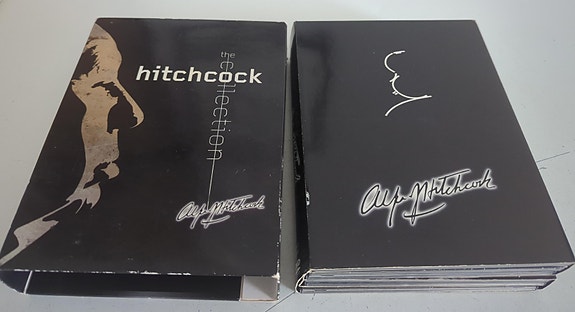 the
hitchcock
collection
Alfred Hitchcock
Alfred Hitchcock